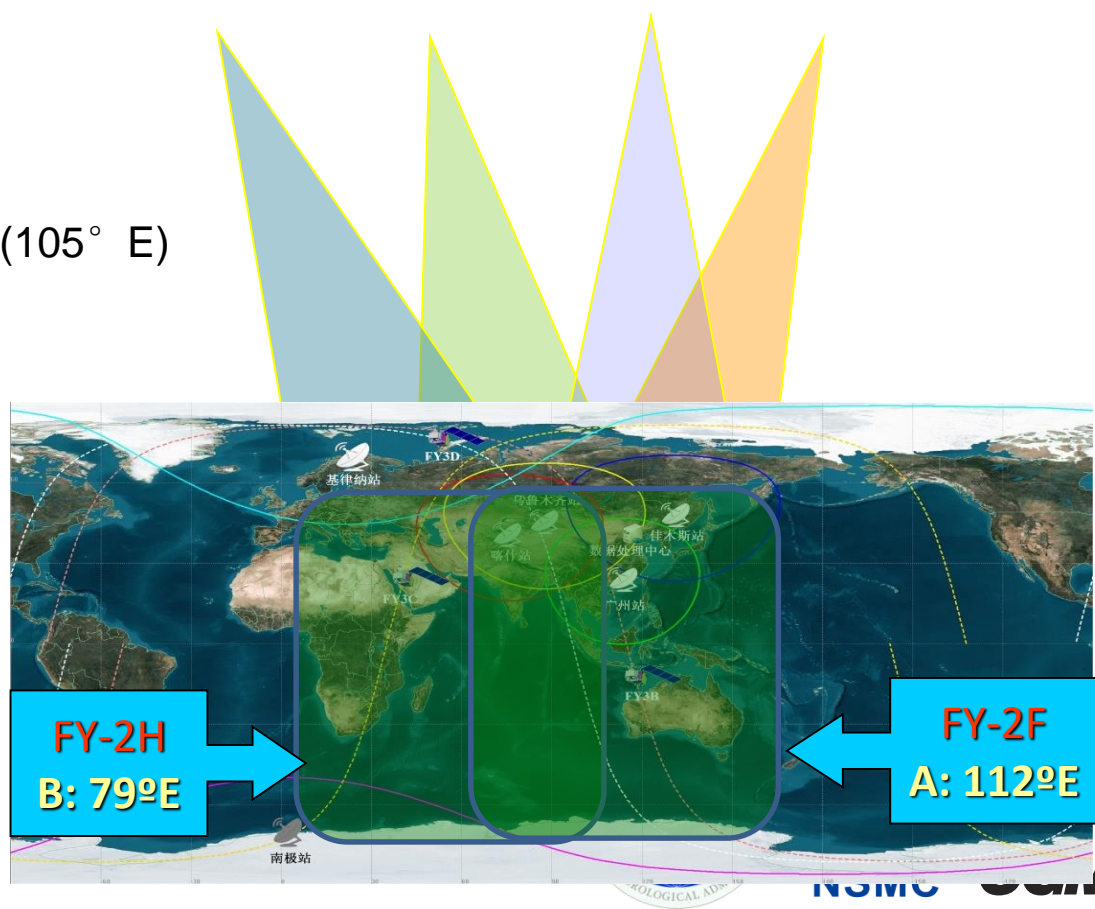 (105° E)
FY3D
基律纳站
乌鲁木齐站
佳木斯站
喀什站
数据处理中心
FY3C
广州站
FY3B
FY-2H
B: 79ºE
FY-2F
A: 112ºE
南极站
NSMC